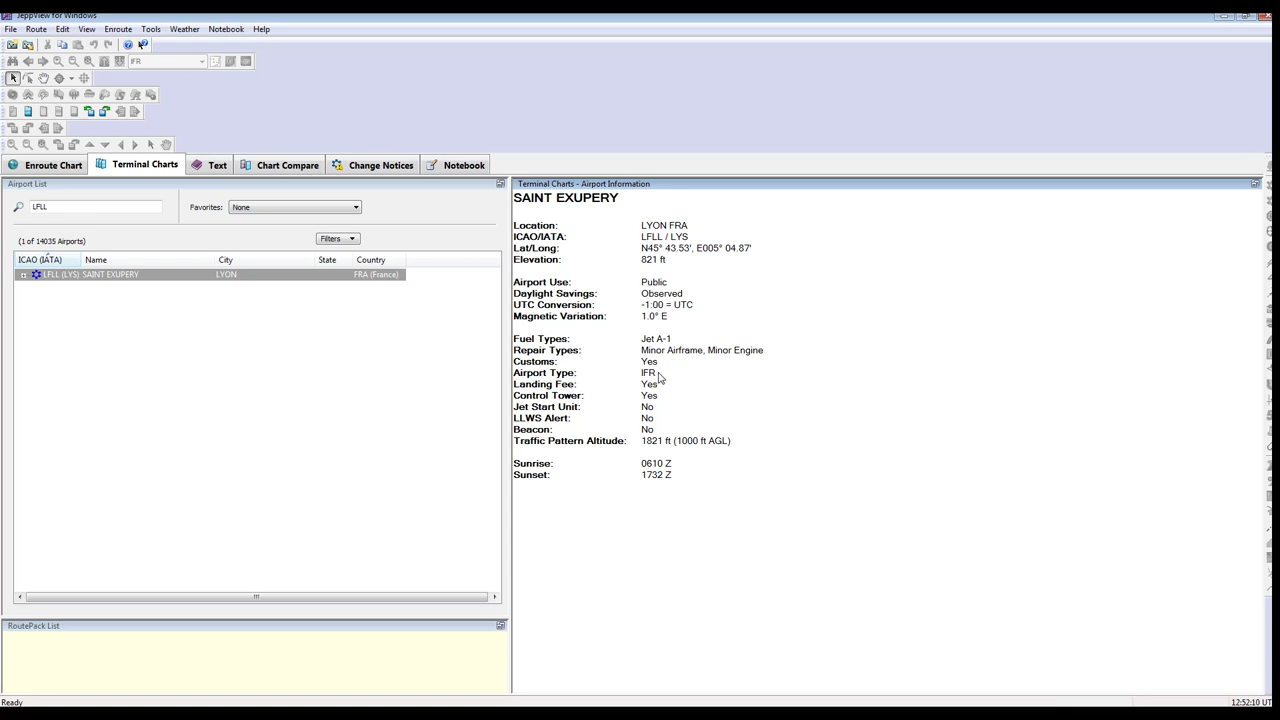 JeppView for Windows
File Route Edit View Enroute Tools Weather Notebook Help
IFR
Enroute Chart Terminal Charts Text Chart Compare Change Notices Notebook
Airport List
LFLL Favorites: None
(1 of 14035 Airports) Filters
ICAO (IATA) Name City State Country
LFLL (LYS) SAINT EXUPERY LYON FRA (France)
RoutePack List
Terminal Charts - Airport Information
SAINT EXUPERY
Location: LYON FRA
ICAO/IATA: LFLL / LYS
Lat/Long: N45° 43.53', E005° 04.87'
Elevation: 821 ft
Airport Use: Public
Daylight Savings: Observed
UTC Conversion: -1:00 = UTC
Magnetic Variation: 1.0° E
Fuel Types: Jet A-1
Repair Types: Minor Airframe, Minor Engine
Customs: Yes
Airport Type: IFR
Landing Fee: Yes
Control Tower: Yes
Jet Start Unit: No
LLWS Alert: No
Beacon: No
Traffic Pattern Altitude: 1821 ft (1000 ft AGL)
Sunrise: 0610 Z
Sunset: 1732 Z
Ready 12:52:10 UT